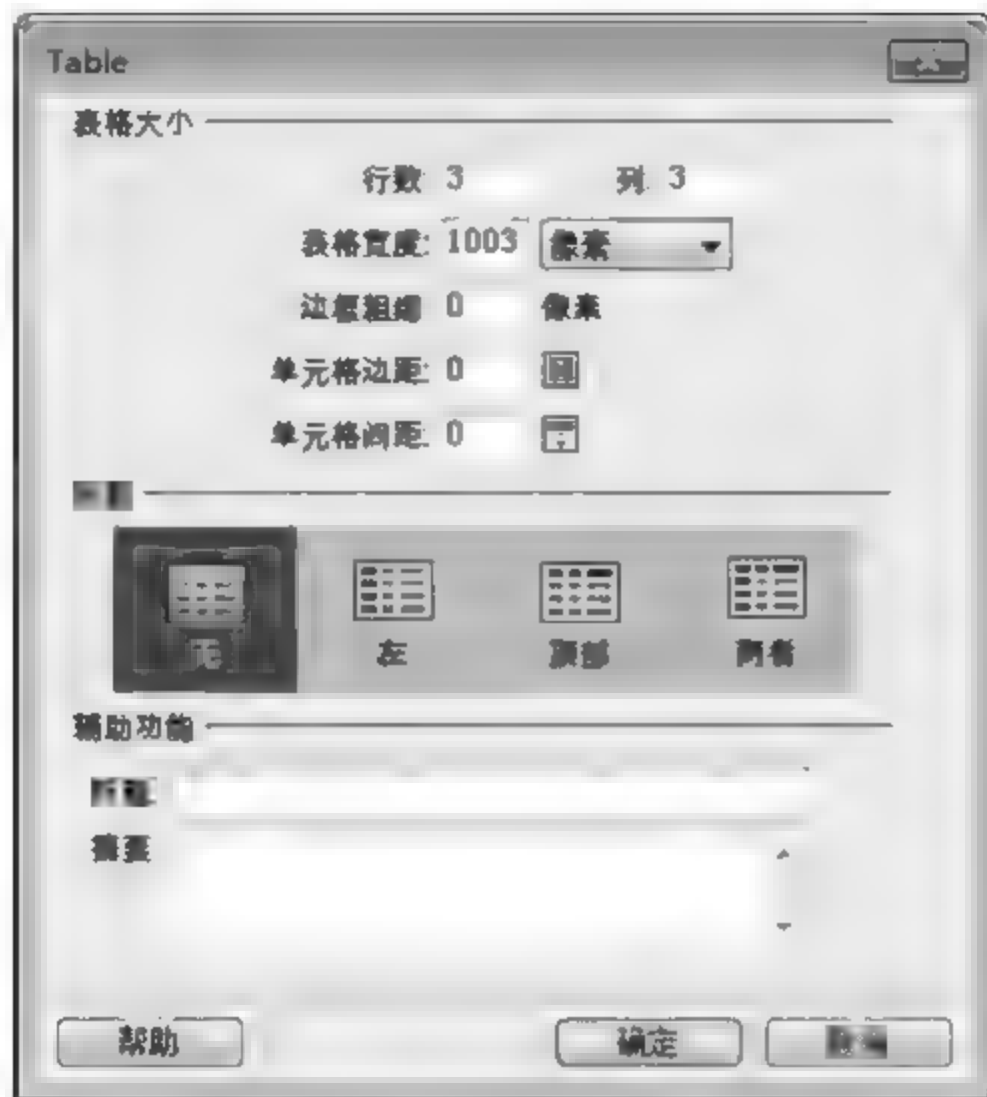 Table
表格大小
行数 3 列 3
表格宽度: 1003 像素
边框粗细 0 像素
单元格边距: 0
单元格间距: 0
无 左 顶部 两者
辅助功能
摘要
帮助 确定